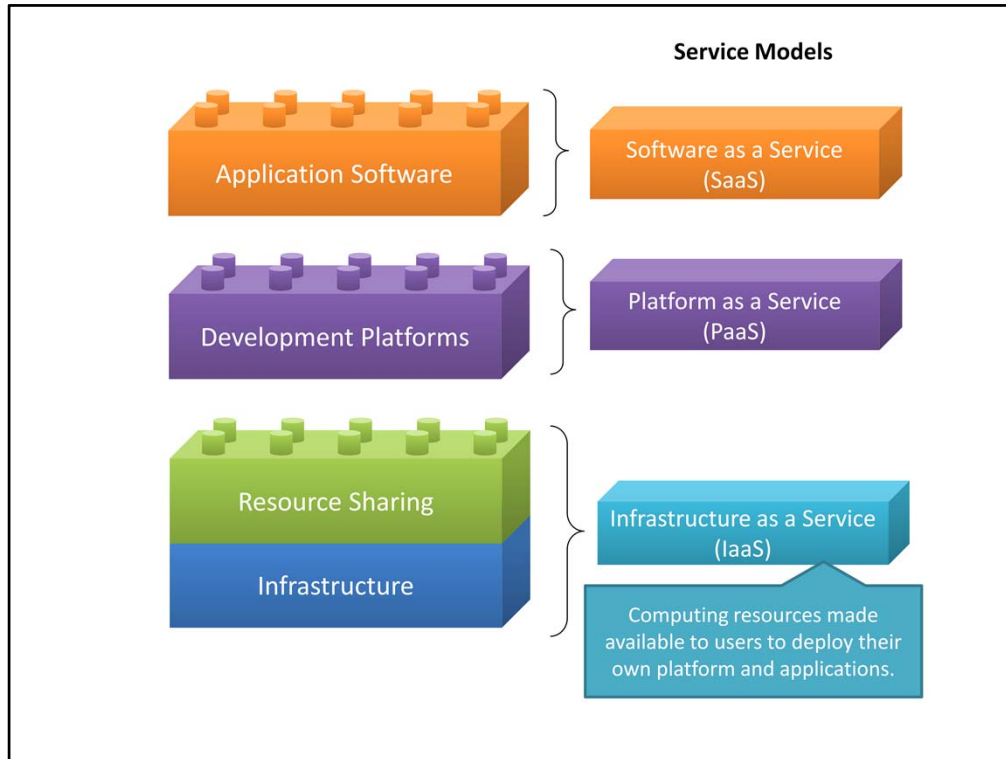 Service Models
Application Software
Software as a Service
(SaaS)
Development Platforms
Platform as a Service
(PaaS)
Resource Sharing
Infrastructure
Infrastructure as a Service
(IaaS)
Computing resources made
available to users to deploy their
own platform and applications.